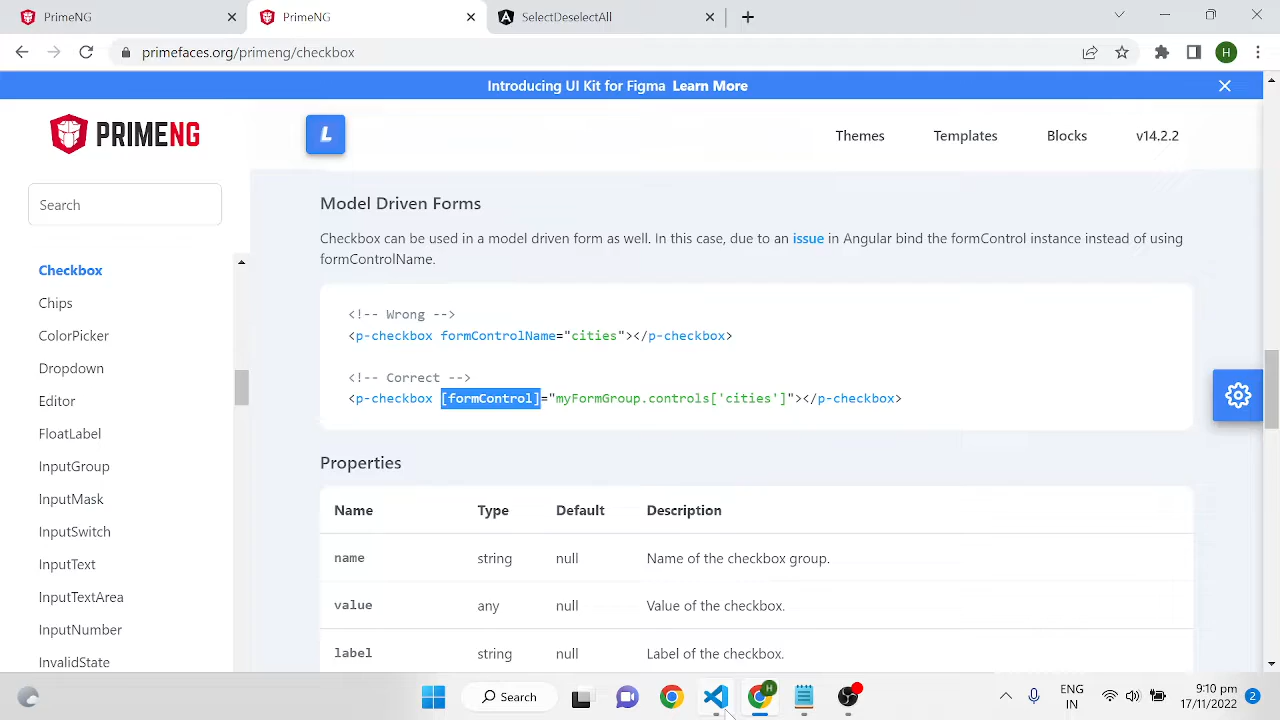 PrimeNG
PrimeNG
SelectDeselectAll
primefaces.org/primeng/checkbox
H
Introducing UI Kit for Figma Learn More
PRIMENG
L
Themes
Templates
Blocks
v14.2.2
Search
Checkbox
Chips
ColorPicker
Dropdown
Editor
FloatLabel
InputGroup
InputMask
InputSwitch
InputText
InputTextArea
InputNumber
InvalidState
Model Driven Forms
Checkbox can be used in a model driven form as well. In this case, due to an issue in Angular bind the formControl instance instead of using
formControlName.
<!-- Wrong -->
<p-checkbox formControlName="cities"></p-checkbox>
<!-- Correct -->
<p-checkbox [formControl]="myFormGroup.controls['cities']"></p-checkbox>
Properties
Name Type Default Description
name string null Name of the checkbox group.
value any null Value of the checkbox.
label string null Label of the checkbox.
Search
H
ENG
IN
9:10 pm
17/11/2022
2